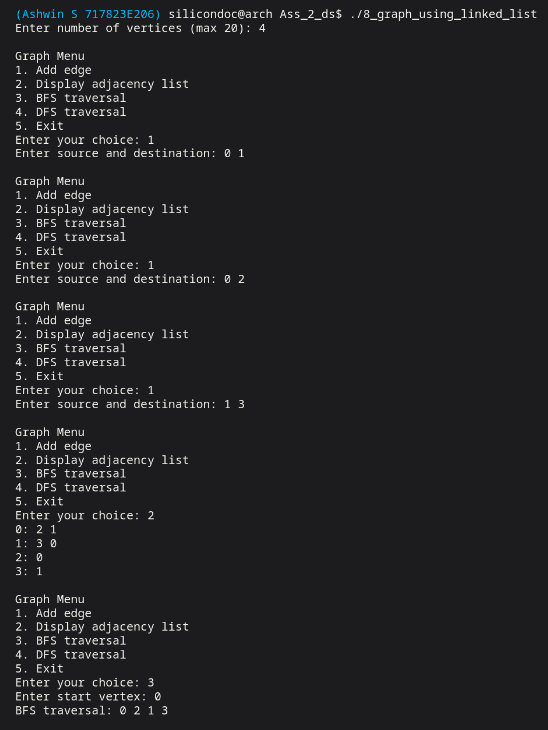 (Ashwin S 717823E206) silicondoc@arch Ass_2_ds$ ./8_graph_using_linked_list
Enter number of vertices (max 20): 4
Graph Menu
1. Add edge
2. Display adjacency list
3. BFS traversal
4. DFS traversal
5. Exit
Enter your choice: 1
Enter source and destination: 0 1
Graph Menu
1. Add edge
2. Display adjacency list
3. BFS traversal
4. DFS traversal
5. Exit
Enter your choice: 1
Enter source and destination: 0 2
Graph Menu
1. Add edge
2. Display adjacency list
3. BFS traversal
4. DFS traversal
5. Exit
Enter your choice: 1
Enter source and destination: 1 3
Graph Menu
1. Add edge
2. Display adjacency list
3. BFS traversal
4. DFS traversal
5. Exit
Enter your choice: 2
0: 2 1
1: 3 0
2: 0
3: 1
Graph Menu
1. Add edge
2. Display adjacency list
3. BFS traversal
4. DFS traversal
5. Exit
Enter your choice: 3
Enter start vertex: 0
BFS traversal: 0 2 1 3